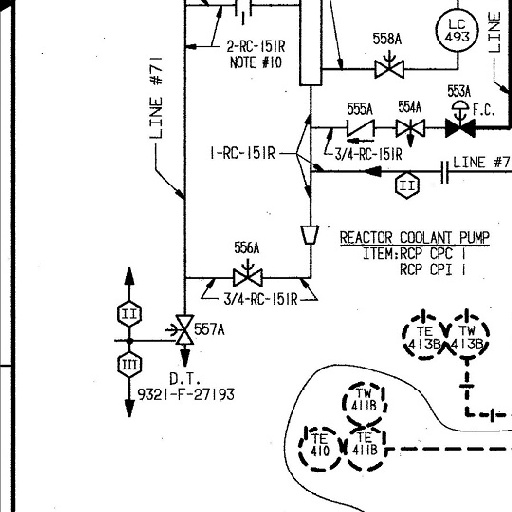 LC
493
LINE
558A
2-RC-151R
NOTE #10
LINE #71
553A
F.C.
555A
554A
1-RC-151R
3/4-RC-151R
LINE #7
II
REACTOR COOLANT PUMP
ITEM:RCP CPC 1
RCP CPI 1
556A
3/4-RC-151R
II
557A
III
D.T.
9321-F-27193
TE
413B
TW
413B
TW
411B
TE
410
TE
411B